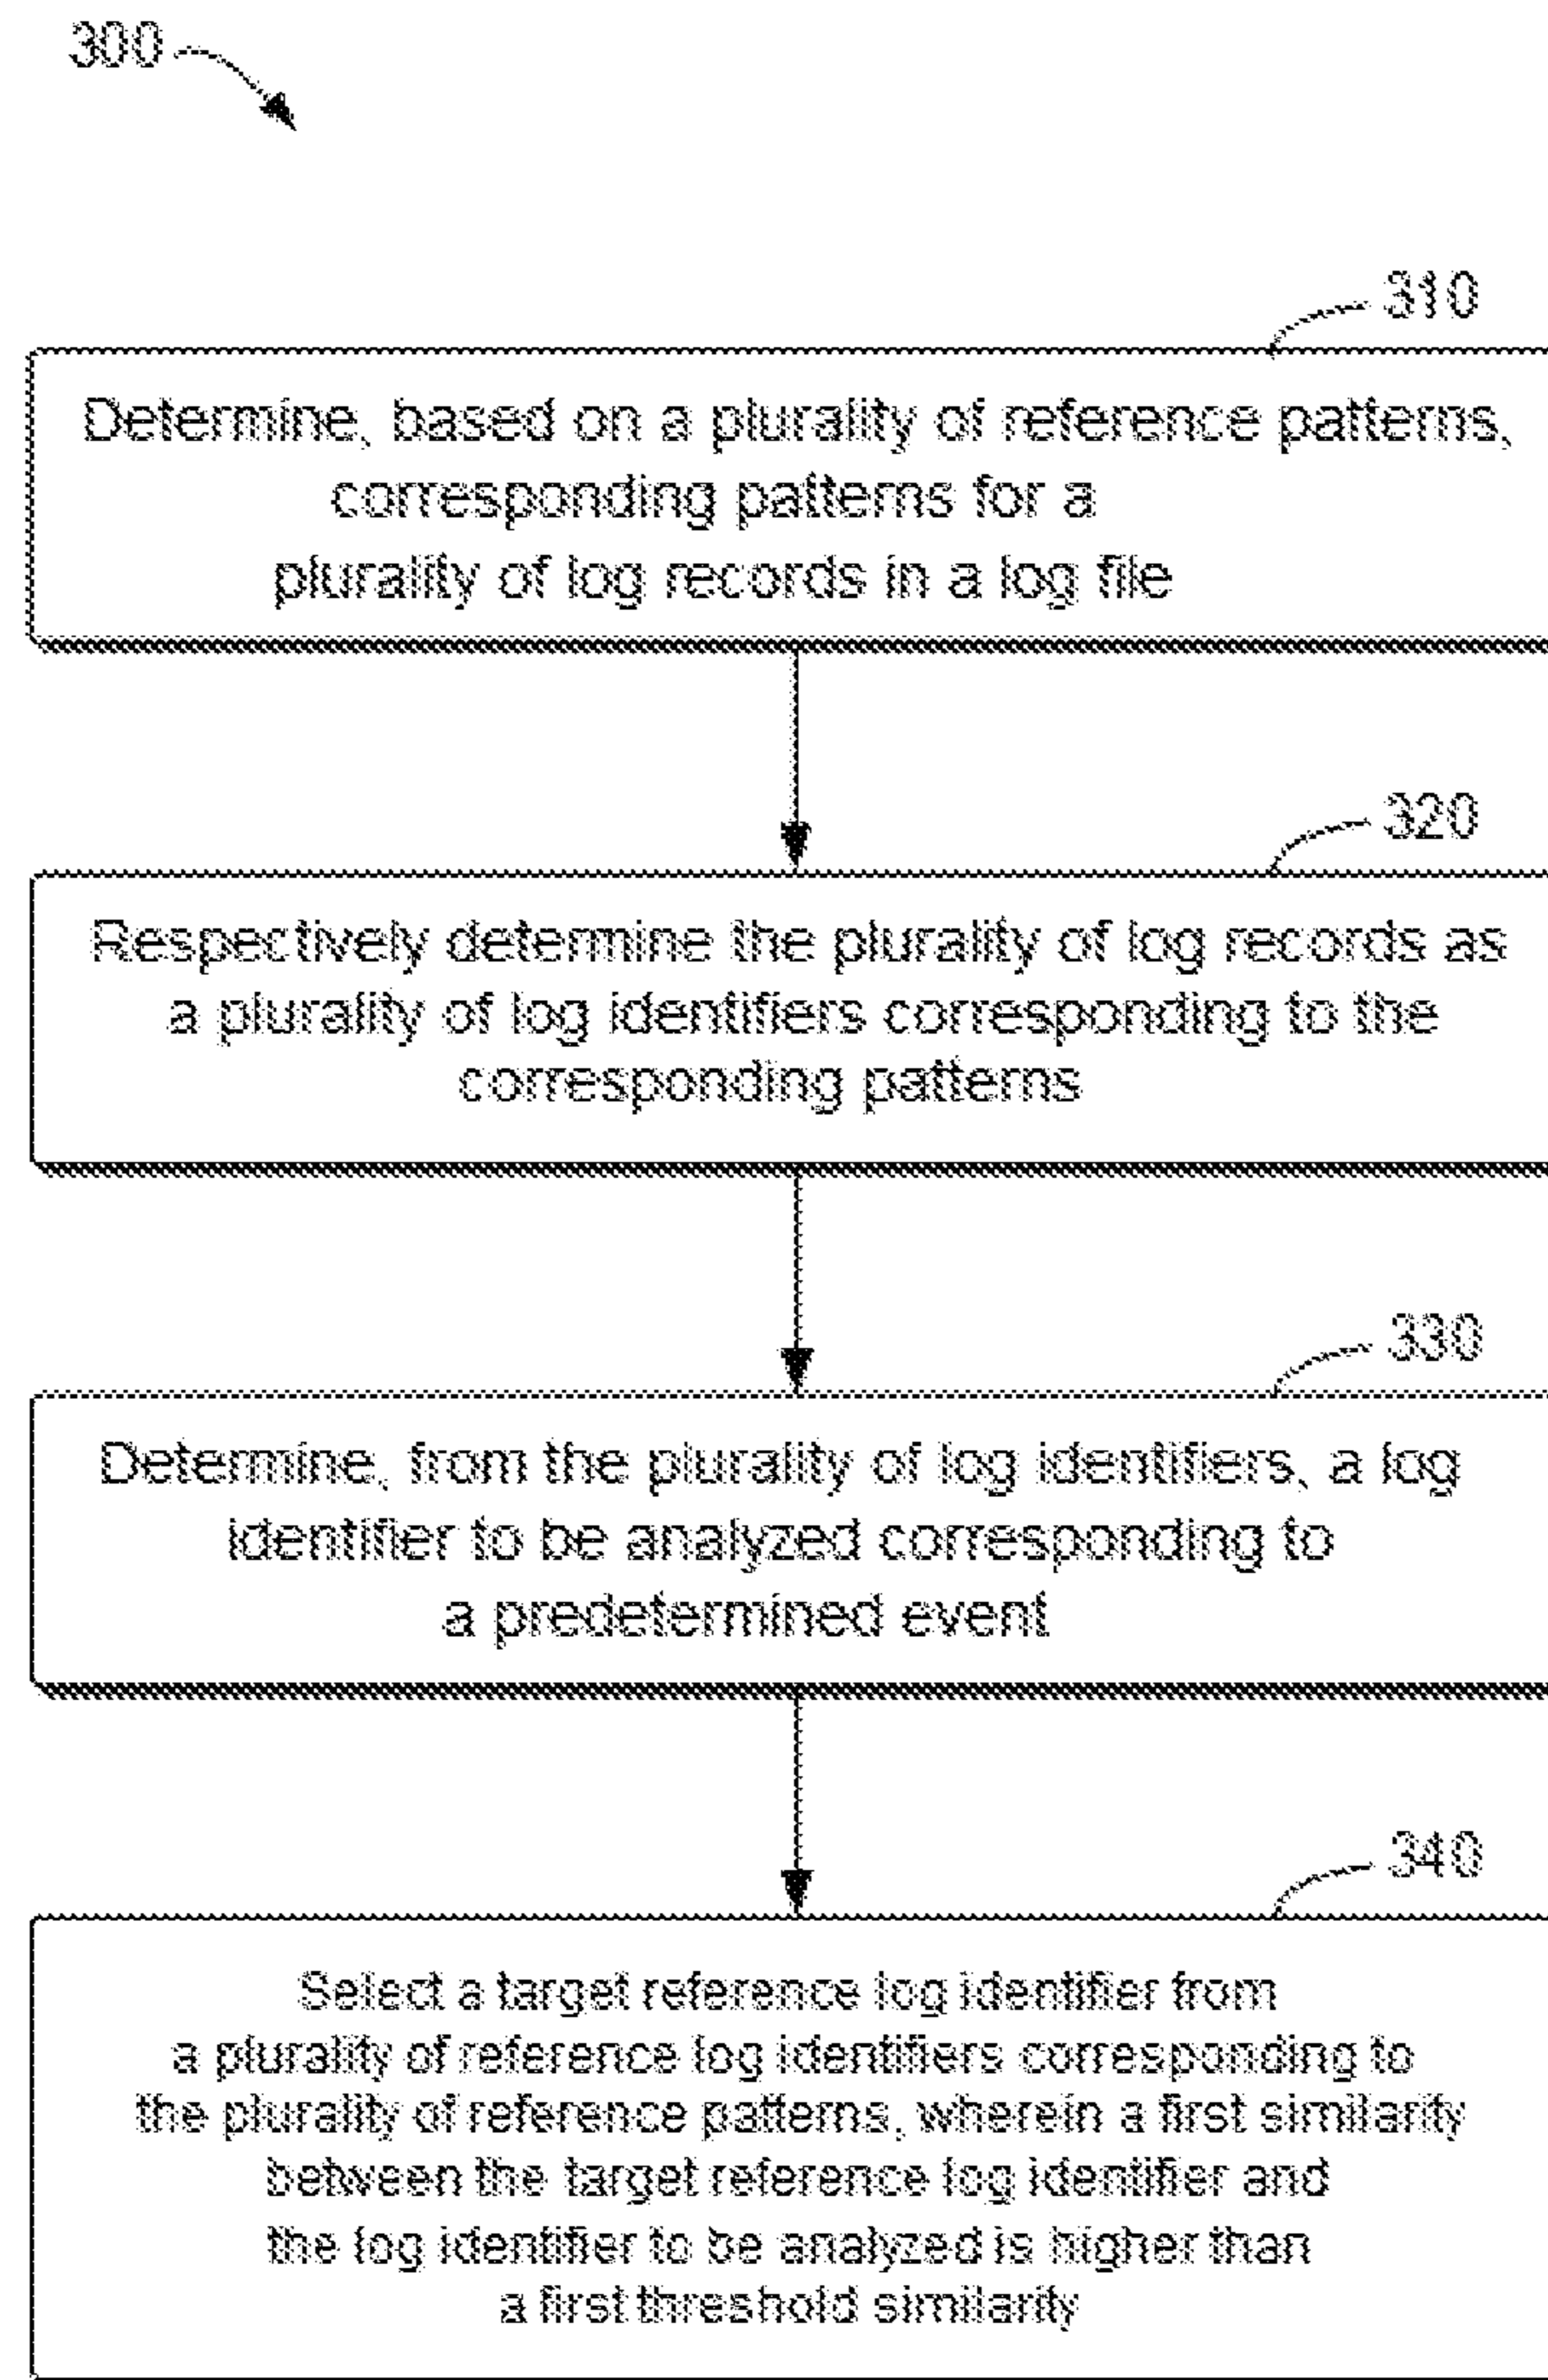 300
310
Determine, based on a plurality of reference patterns,
corresponding patterns for a
plurality of log records in a log file
320
Respectively determine the plurality of log records as
a plurality of log identifiers corresponding to the
corresponding patterns
330
Determine, from the plurality of log identifiers, a log
identifier to be analyzed corresponding to
a predetermined event
340
Select a target reference log identifier from
a plurality of reference log identifiers corresponding to
the plurality of reference patterns, wherein a first similarity
between the target reference log identifier and
the log identifier to be analyzed is higher than
a first threshold similarity